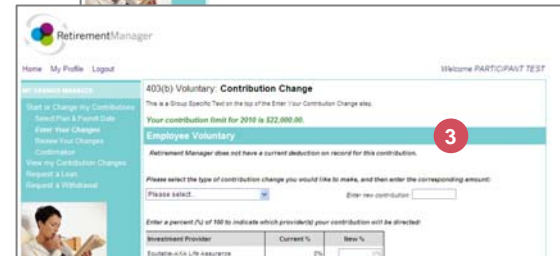 RetirementManager
Home My Profile Logout
Welcome PARTICIPANT TEST
MY CHANGES MANAGER
Start or Change my Contributions
Select Plan & Payroll Date
Enter Your Changes
Review Your Changes
Confirmation
View my Contribution Changes
Request a Loan
Request a Withdrawal
403(b) Voluntary: Contribution Change
This is a Group Specific Text on the top of the Enter Your Contribution Change step.
Your contribution limit for 2010 is $22,000.00.
Employee Voluntary
3
Retirement Manager does not have a current deduction on record for this contribution.
Please select the type of contribution change you would like to make, and then enter the corresponding amount:
Please select..
Enter new contribution:
Enter a percent (%) of 100 to indicate which provider(s) your contribution will be directed:
Investment Provider Current % New %
Equitable-AXA Life Assurance 0%